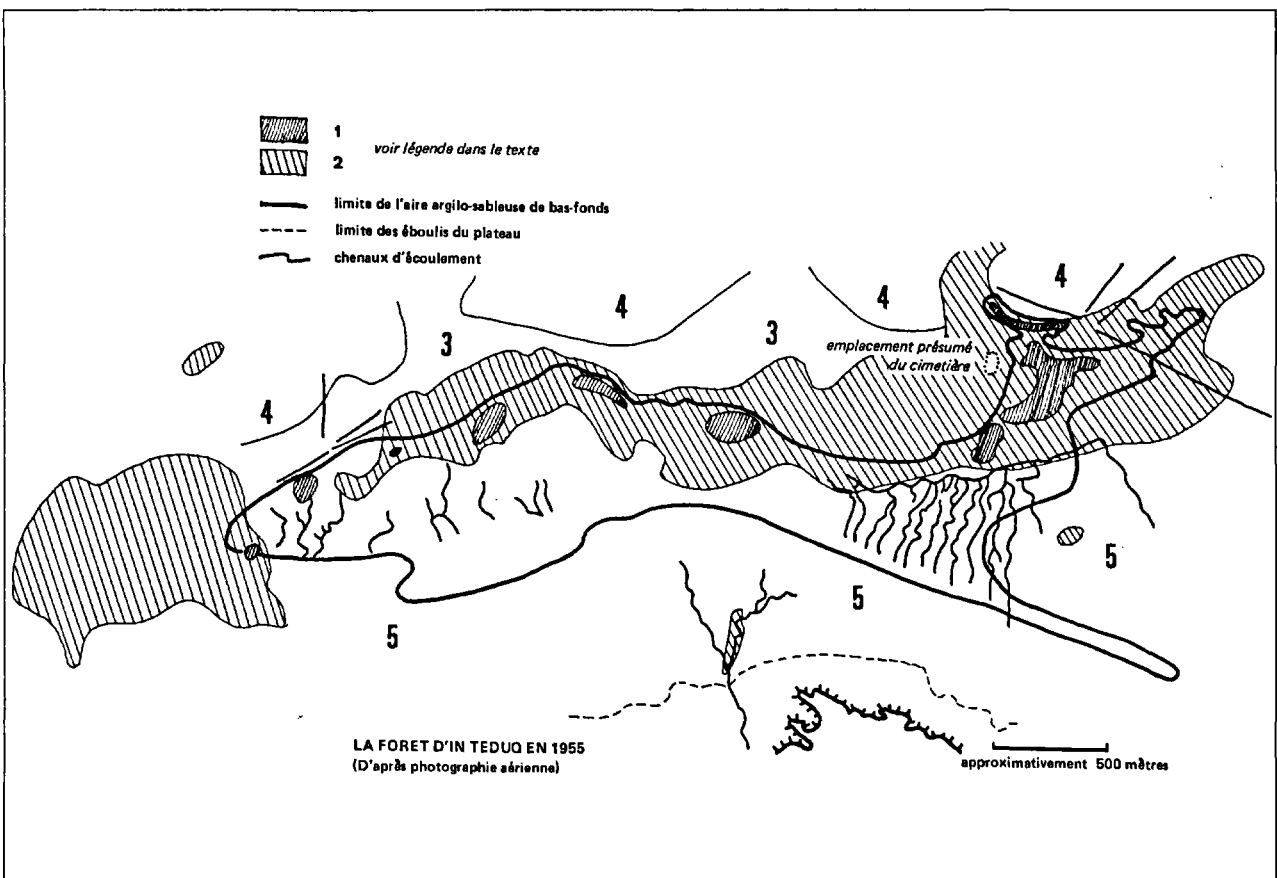 1
voir légende dans le texte
2
limite de l'aire argilo-sableuse de bas-fonds
limite des éboulis du plateau
chenaux d'écoulement
4
4
4
3
3
emplacement présumé
du cimetière
4
5
5
5
LA FORET D'IN TEDUQ EN 1955
(D'après photographie aérienne)
approximativement 500 mètres